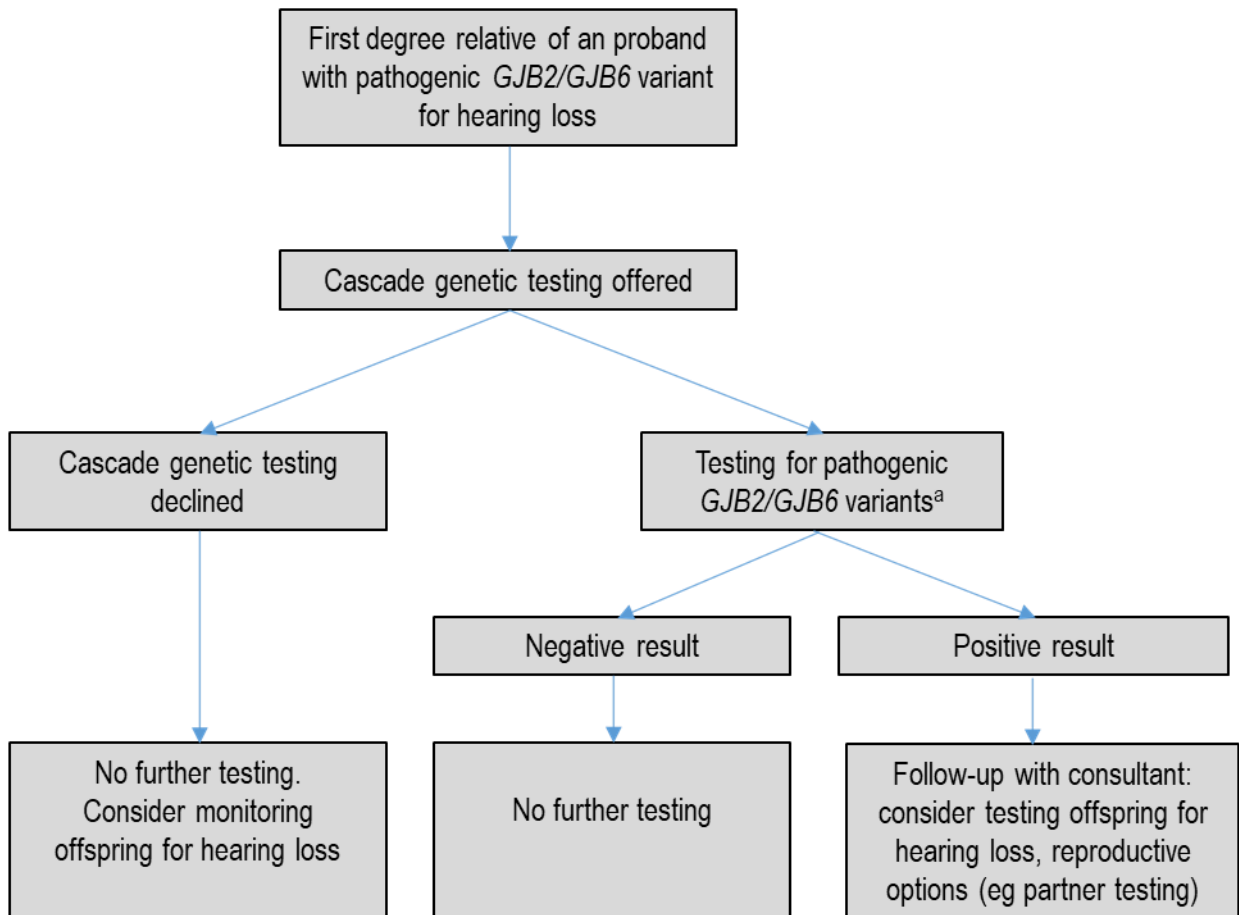 First degree relative of an proband
with pathogenic GJB2/GJB6 variant
for hearing loss
Cascade genetic testing offered
Cascade genetic testing
declined
Testing for pathogenic
GJB2/GJB6 variantsᵃ
Negative result
Positive result
No further testing.
Consider monitoring
offspring for hearing loss
No further testing
Follow-up with consultant:
consider testing offspring for
hearing loss, reproductive
options (eg partner testing)